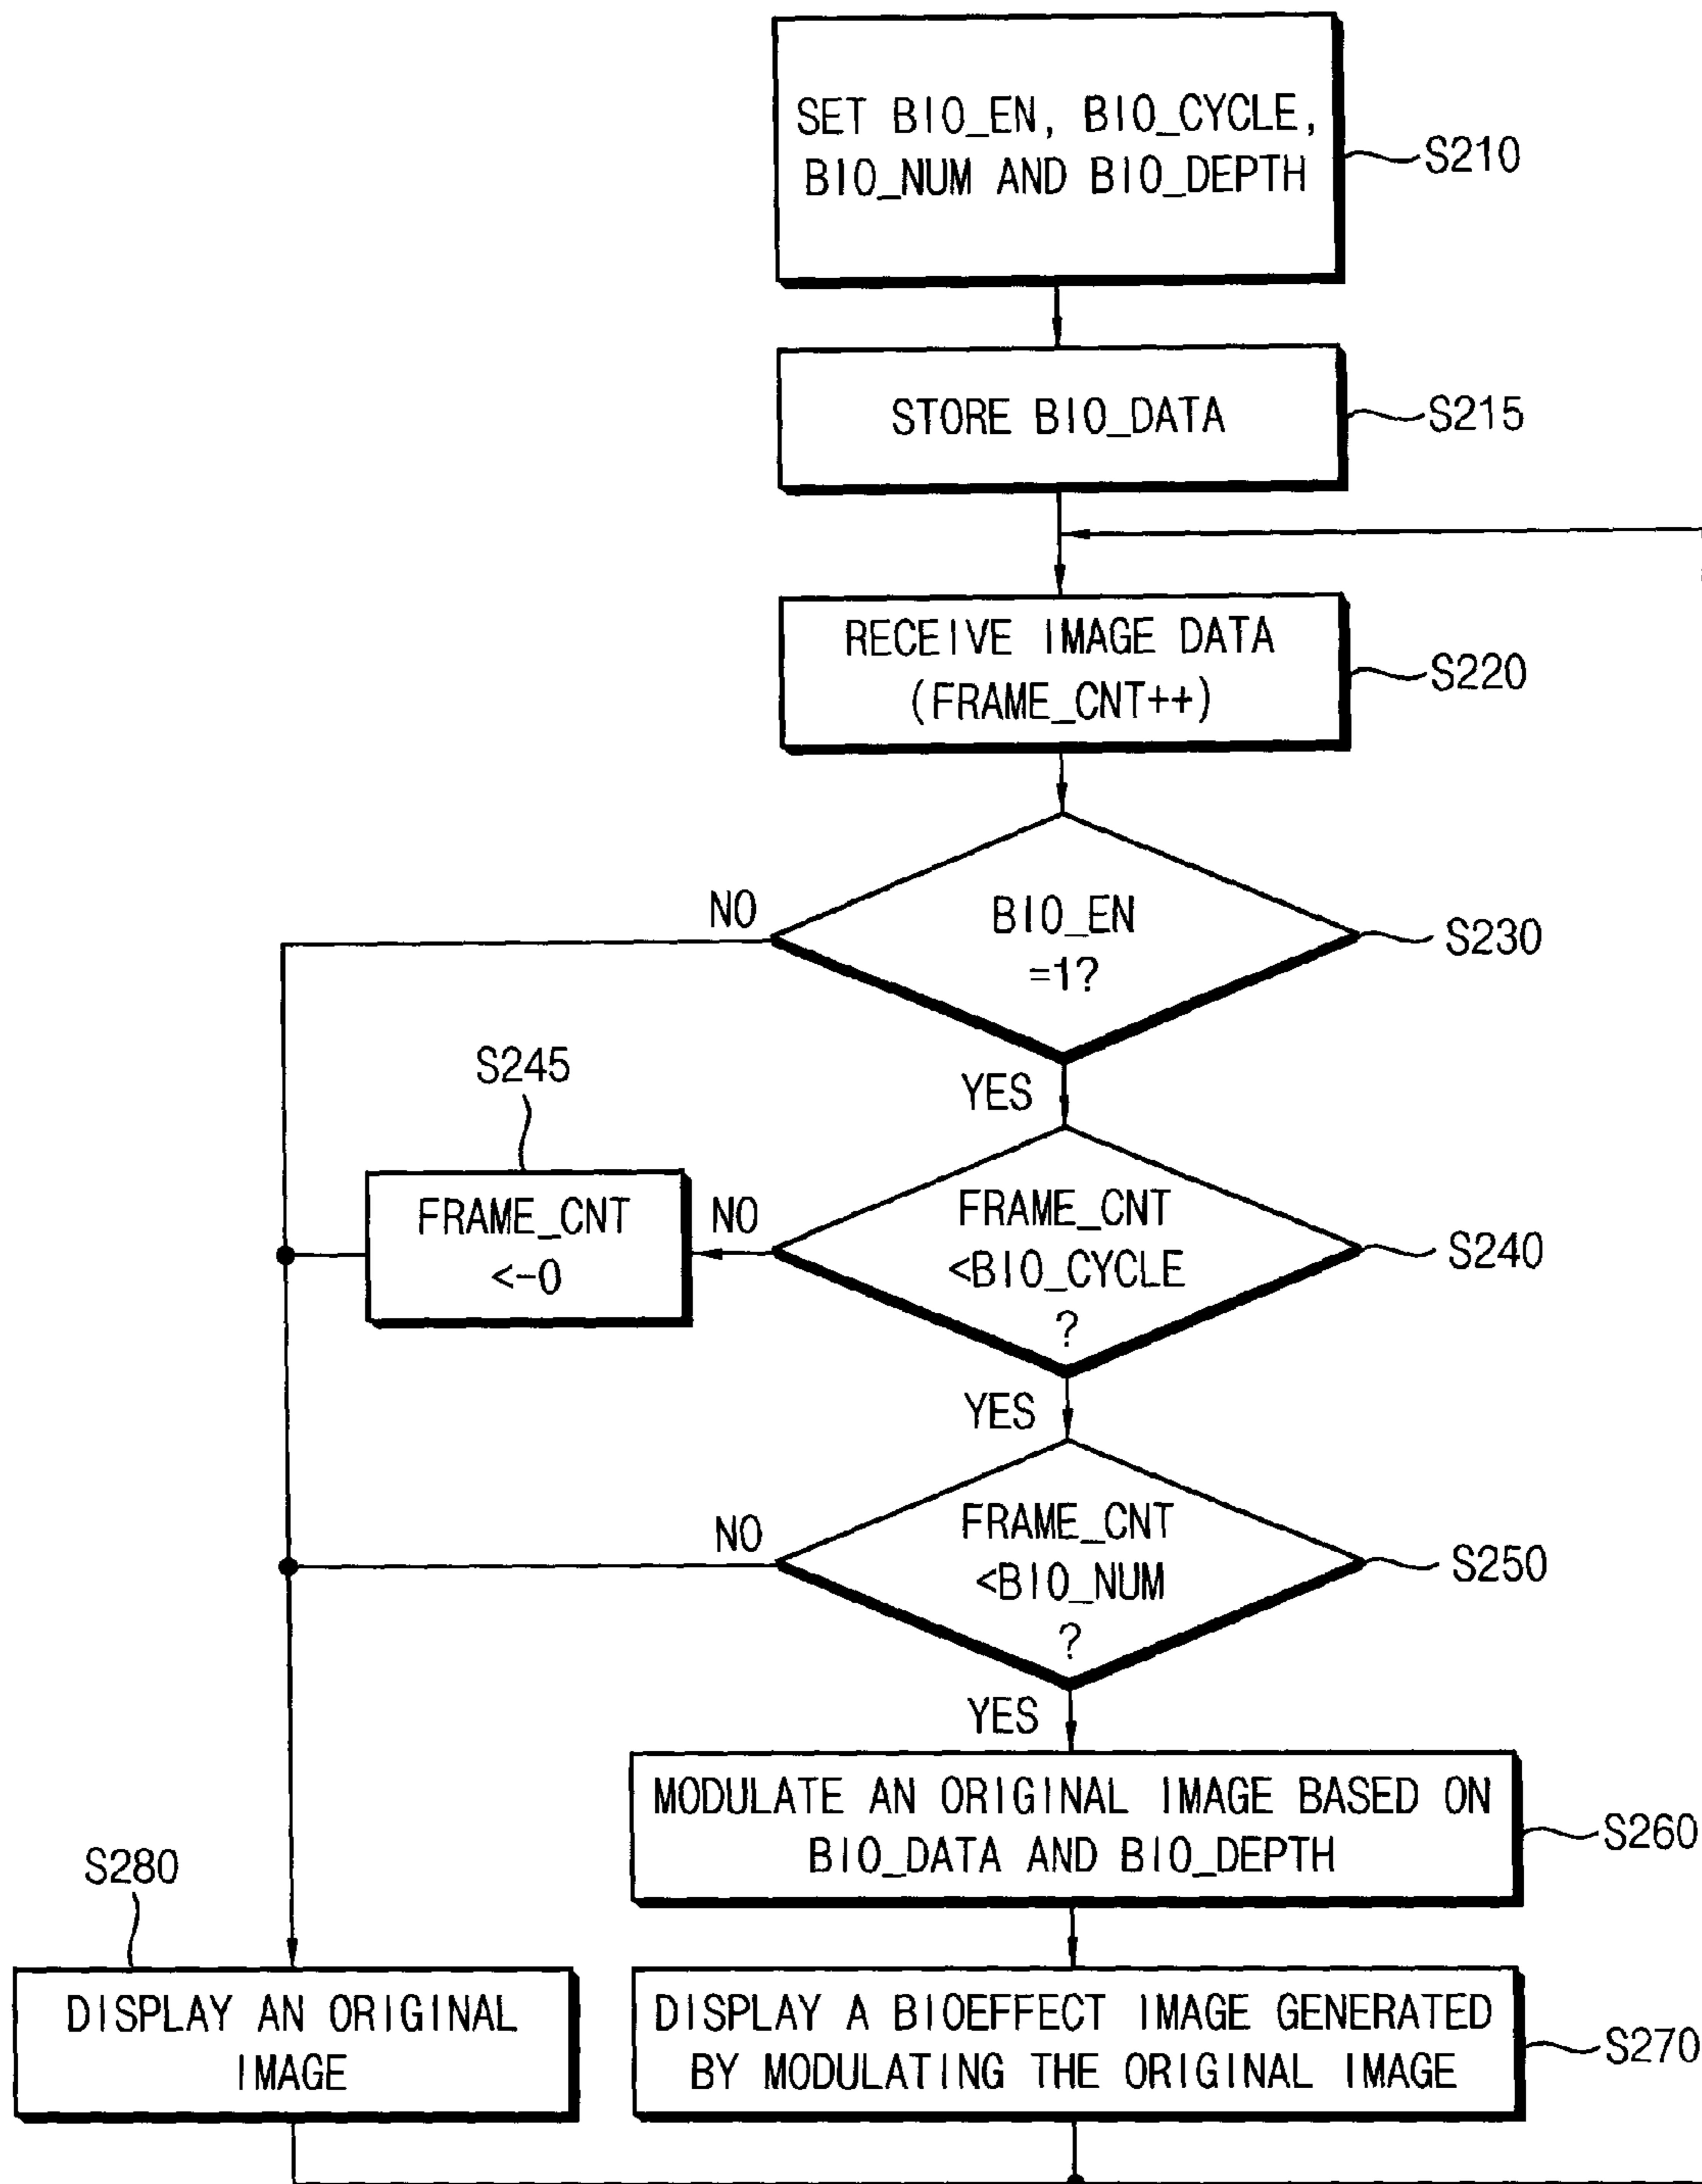 SET BIO_EN, BIO_CYCLE,
BIO_NUM AND BIO_DEPTH
S210
STORE BIO_DATA
S215
RECEIVE IMAGE DATA
(FRAME_CNT++)
S220
NO
BIO_EN
=1?
S230
YES
S245
FRAME_CNT
<-0
NO
FRAME_CNT
<BIO_CYCLE
?
S240
YES
NO
FRAME_CNT
<BIO_NUM
?
S250
YES
MODULATE AN ORIGINAL IMAGE BASED ON
BIO_DATA AND BIO_DEPTH
S260
S280
DISPLAY AN ORIGINAL
IMAGE
DISPLAY A BIOEFFECT IMAGE GENERATED
BY MODULATING THE ORIGINAL IMAGE
S270